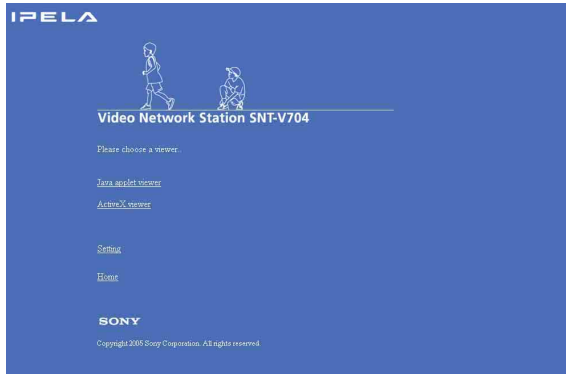 IPELA
Video Network Station SNT-V704
Please choose a viewer.
Java applet viewer
ActiveX viewer
Setting
Home
SONY
Copyright 2005 Sony Corporation. All rights reserved.